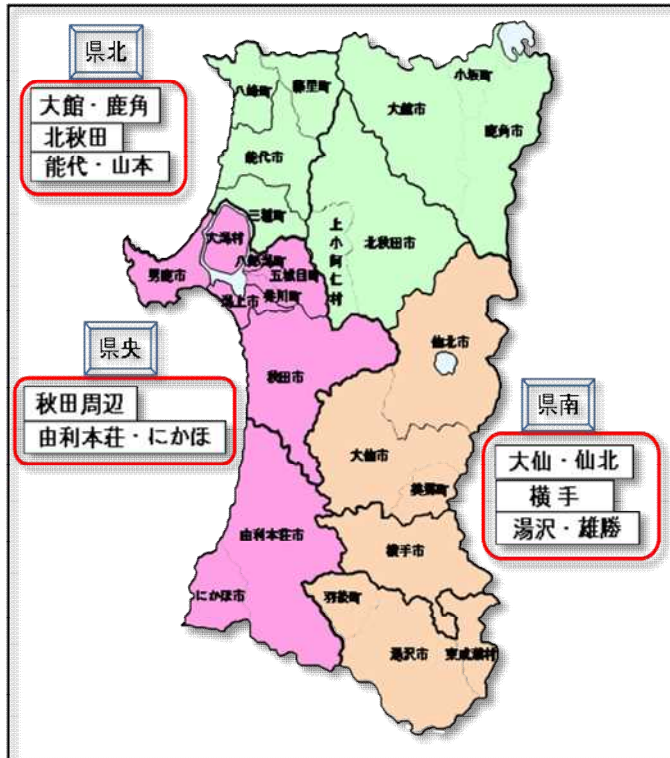 県北
大館・鹿角
北秋田
能代・山本
八峰町
藤里町
大館市
小坂町
鹿角市
能代市
三種町
上小阿仁村
北秋田市
大潟村
八郎潟町
五城目町
男鹿市
潟上市
井川町
県央
秋田周辺
由利本荘・にかほ
秋田市
仙北市
県南
大仙・仙北
横手
湯沢・雄勝
大仙市
美郷町
由利本荘市
横手市
にかほ市
羽後町
湯沢市
東成瀬村